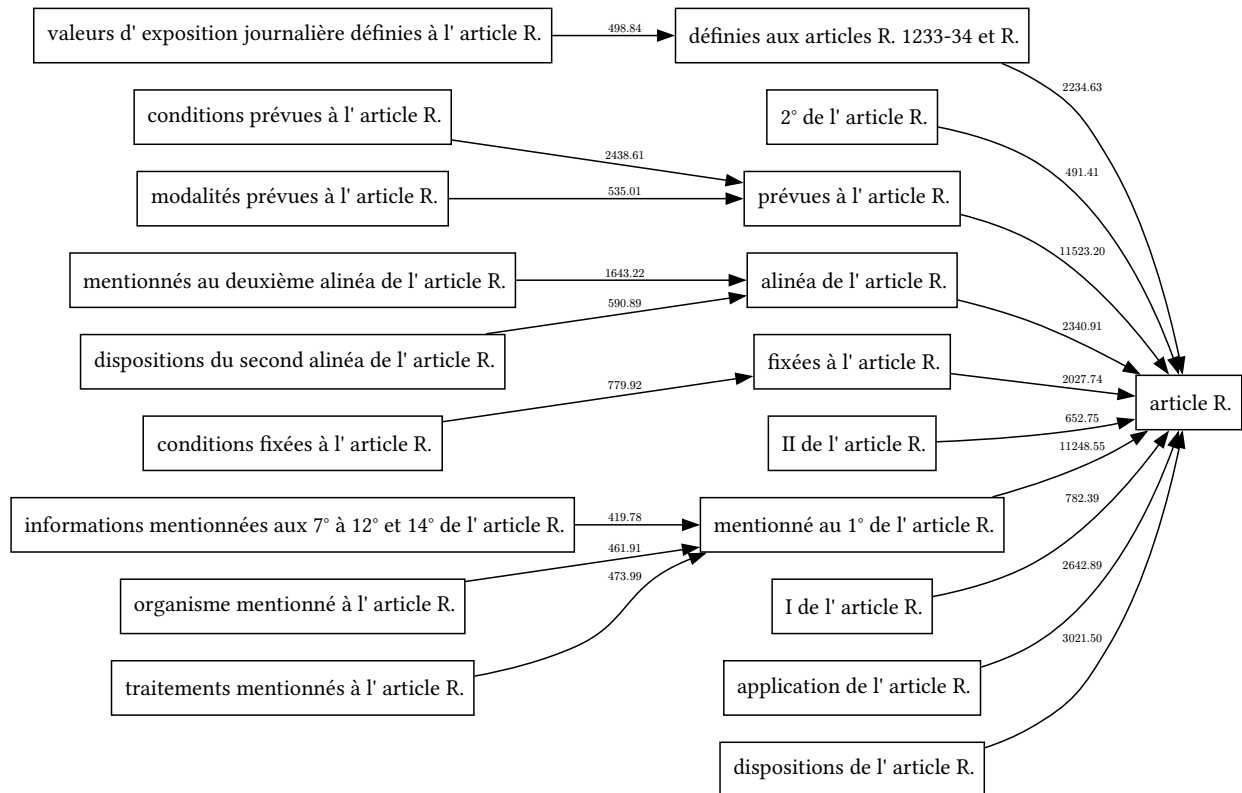 valeurs d' exposition journalière définies à l' article R.
498.84
définies aux articles R. 1233-34 et R.
2234.63
conditions prévues à l' article R.
2° de l' article R.
2438.61
491.41
modalités prévues à l' article R.
535.01
prévues à l' article R.
11523.20
mentionnés au deuxième alinéa de l' article R.
1643.22
alinéa de l' article R.
590.89
2340.91
dispositions du second alinéa de l' article R.
fixées à l' article R.
779.92
2027.74
article R.
conditions fixées à l' article R.
II de l' article R.
652.75
11248.55
informations mentionnées aux 7° à 12° et 14° de l' article R.
419.78
mentionné au 1° de l' article R.
782.39
461.91
473.99
organisme mentionné à l' article R.
I de l' article R.
2642.89
3021.50
traitements mentionnés à l' article R.
application de l' article R.
dispositions de l' article R.